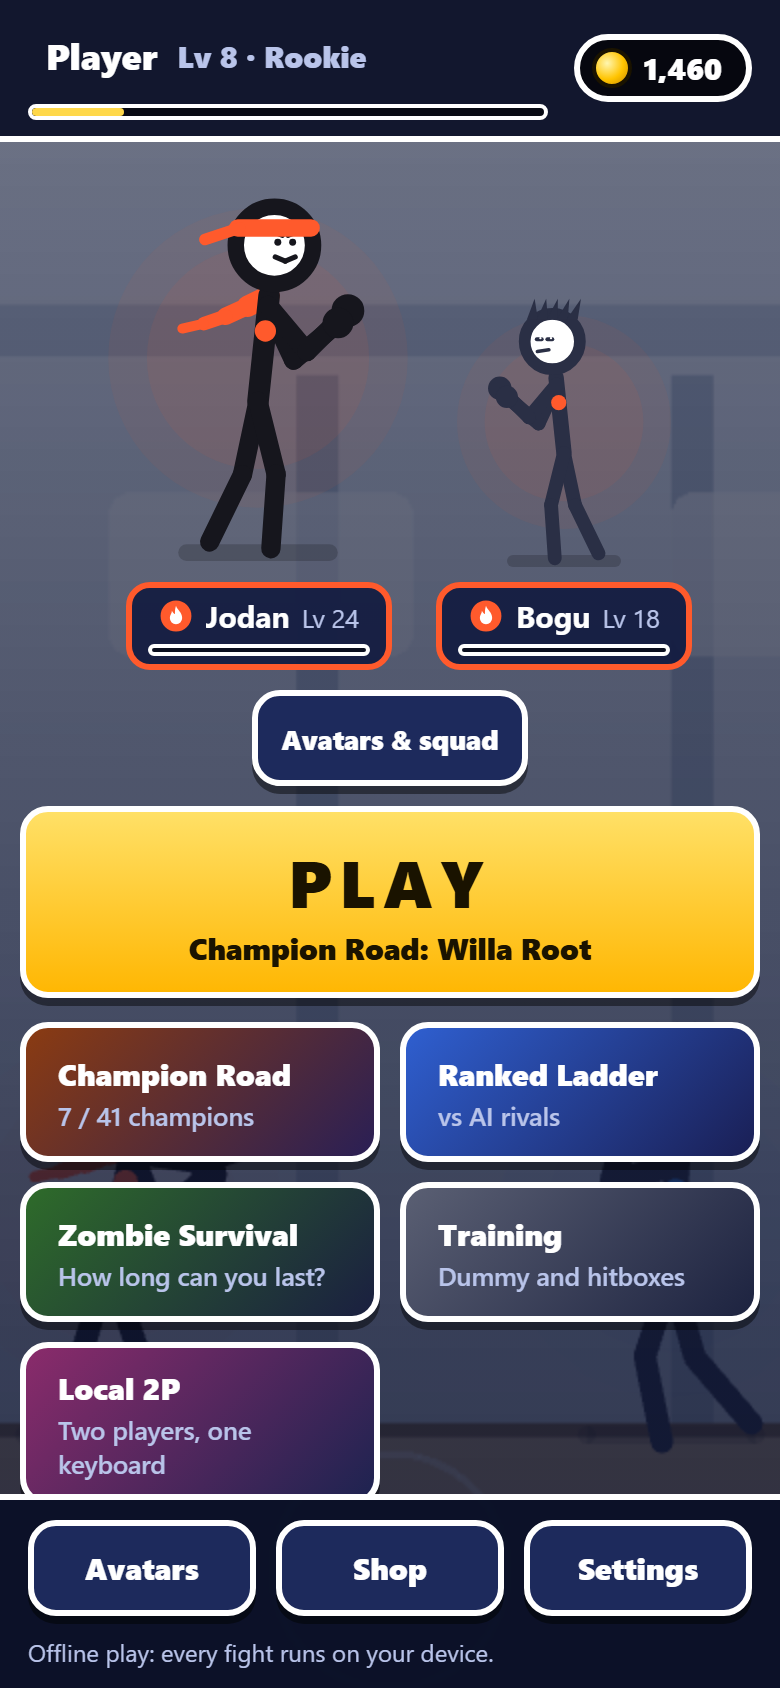 Player Lv 8 · Rookie
1,460
Jodan Lv 24
Bogu Lv 18
Avatars & squad
PLAY
Champion Road: Willa Root
Champion Road
7 / 41 champions
Ranked Ladder
vs AI rivals
Zombie Survival
How long can you last?
Training
Dummy and hitboxes
Local 2P
Two players, one
keyboard
Avatars
Shop
Settings
Offline play: every fight runs on your device.